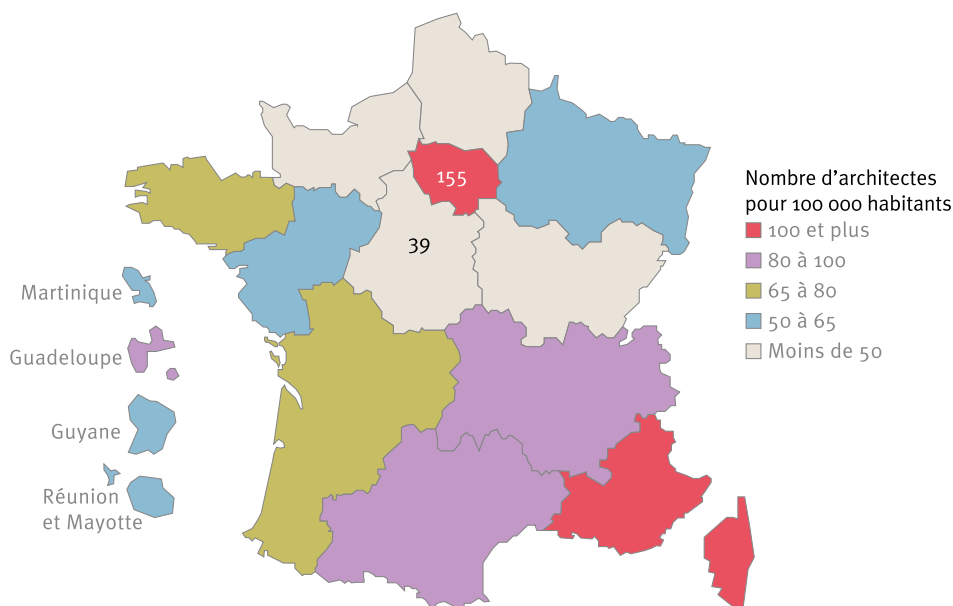 155
39
Nombre d’architectes
pour 100 000 habitants
100 et plus
80 à 100
65 à 80
50 à 65
Moins de 50
Martinique
Guadeloupe
Guyane
Réunion
et Mayotte